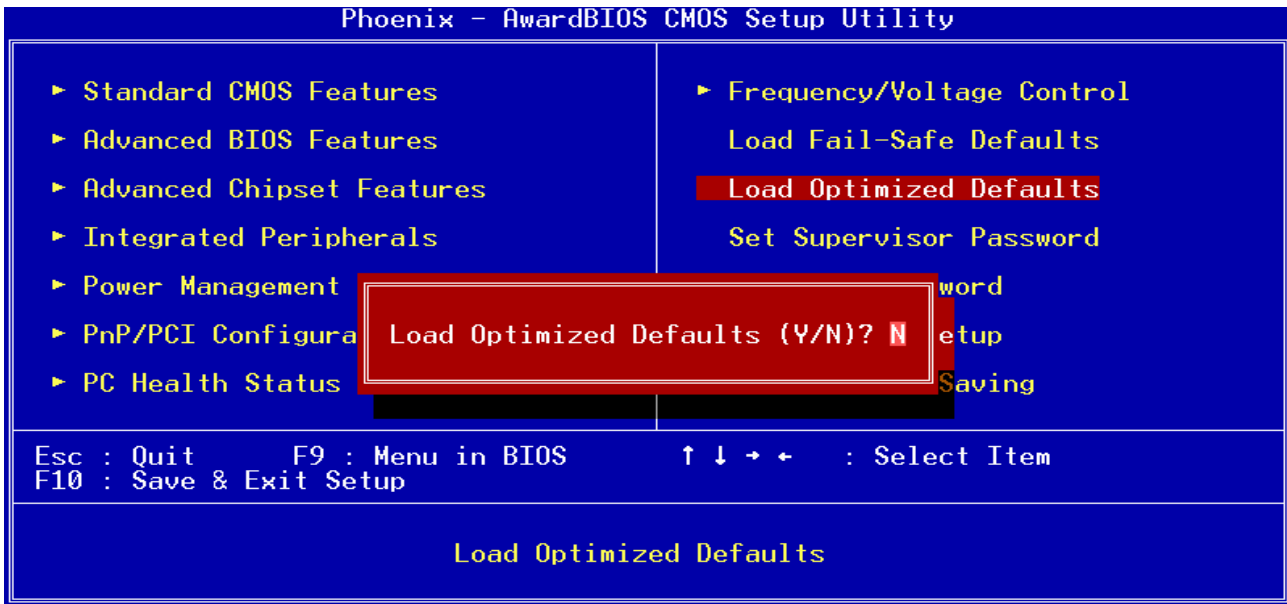 Phoenix - AwardBIOS CMOS Setup Utility
► Standard CMOS Features
► Advanced BIOS Features
► Advanced Chipset Features
► Integrated Peripherals
► Power Management
► PnP/PCI Configura
► PC Health Status
► Frequency/Voltage Control
Load Fail-Safe Defaults
Load Optimized Defaults
Set Supervisor Password
word
etup
Saving
Load Optimized Defaults (Y/N)? N
Esc : Quit F9 : Menu in BIOS ↑ ↓ → ← : Select Item
F10 : Save & Exit Setup
Load Optimized Defaults